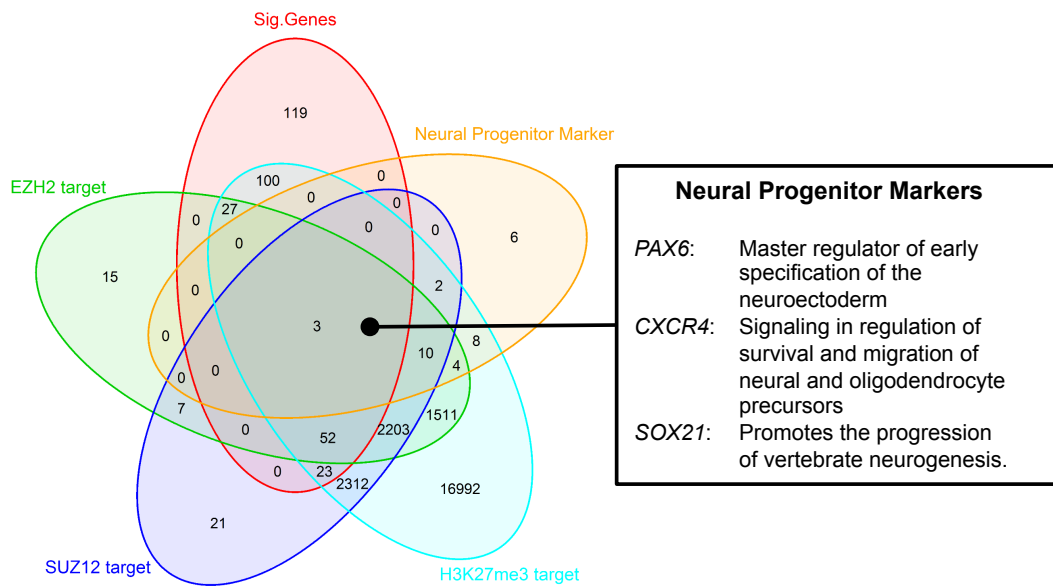 Sig.Genes
119
Neural Progenitor Marker
0
100
EZH2 target
27
0
0
0
0
0
0
6
15
0
2
3
8
0
10
4
0
0
7
1511
0
52
2203
0
23
2312
16992
21
SUZ12 target
H3K27me3 target
Neural Progenitor Markers
PAX6: Master regulator of early
specification of the
neuroectoderm
CXCR4: Signaling in regulation of
survival and migration of
neural and oligodendrocyte
precursors
SOX21: Promotes the progression
of vertebrate neurogenesis.